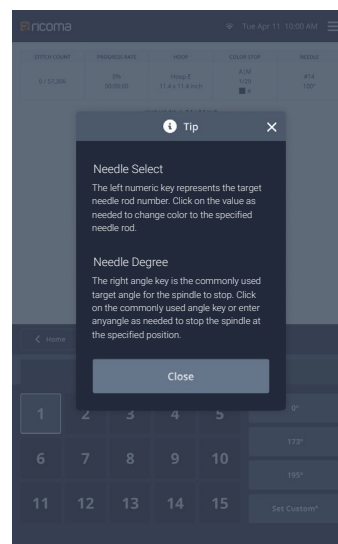 ricoma
Tue Apr 11 10:00 AM
STITCH COUNT PROGRESS RATE HOOP COLOR STOP NEEDLE
0 / 57,306 0% Hoop E A | M #14
00:00:00 11.4 x 11.4 inch 1/20 100°
Tip
Needle Select
The left numeric key represents the target
needle rod number. Click on the value as
needed to change color to the specified
needle rod.
Needle Degree
The right angle key is the commonly used
target angle for the spindle to stop. Click
on the commonly used angle key or enter
anyangle as needed to stop the spindle at
the specified position.
Home
Close
1 2 3 4 5 0°
173°
6 7 8 9 10
195°
11 12 13 14 15 Set Custom°